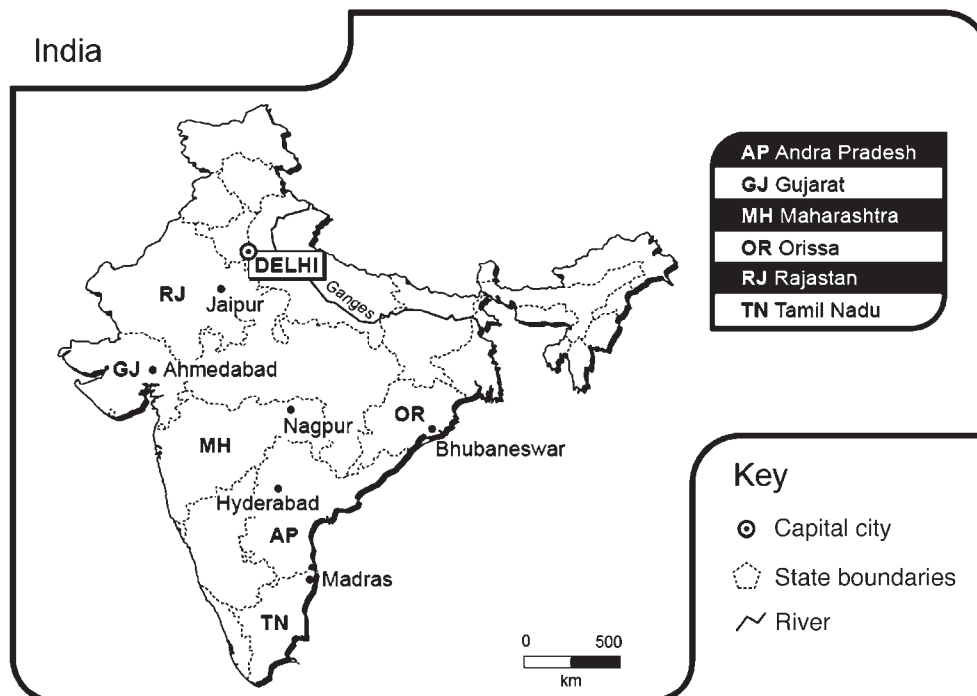 India
AP Andra Pradesh
GJ Gujarat
MH Maharashtra
OR Orissa
RJ Rajastan
TN Tamil Nadu
DELHI
RJ
Jaipur
Ganges
GJ
Ahmedabad
Nagpur
OR
MH
Bhubaneswar
Hyderabad
AP
Madras
TN
Key
Capital city
State boundaries
River
0 500
km